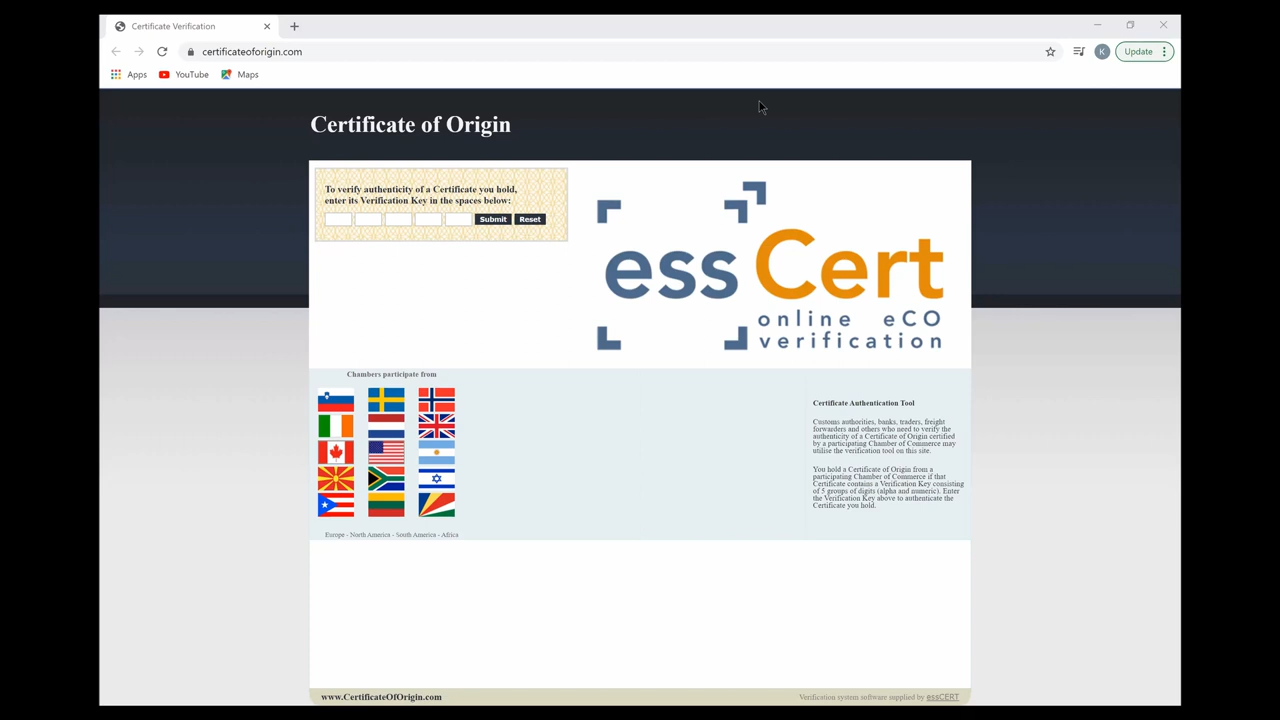 Certificate Verification
certificateoforigin.com
K
Update
Apps
YouTube
Maps
Certificate of Origin
To verify authenticity of a Certificate you hold,
enter its Verification Key in the spaces below:
Submit
Reset
essCert
online eCO
verification
Chambers participate from
Europe - North America - South America - Africa
Certificate Authentication Tool
Customs authorities, banks, traders, freight
forwarders and others who need to verify the
authenticity of a Certificate of Origin certified
by a participating Chamber of Commerce may
utilise the verification tool on this site.
You hold a Certificate of Origin from a
participating Chamber of Commerce if that
Certificate contains a Verification Key consisting
of 5 groups of digits (alpha and numeric). Enter
the Verification Key above to authenticate the
Certificate you hold.
www.CertificateOfOrigin.com
Verification system software supplied by essCERT